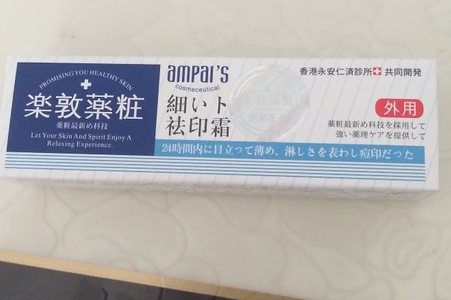 PROMISING YOU HEALTHY SKIN
楽敦薬粧
薬粧最新め科技
Let Your Skin And Spirit Enjoy A
Relaxing Experience.
AMPAI'S
cosmeceutical
細いト
祛印霜
香港永安仁済診所 共同開発
外用
薬粧最新め科技を採用して
強い薬理ケアを提供して
24時間内に目立って薄め、淋しさを表わし痘印だった